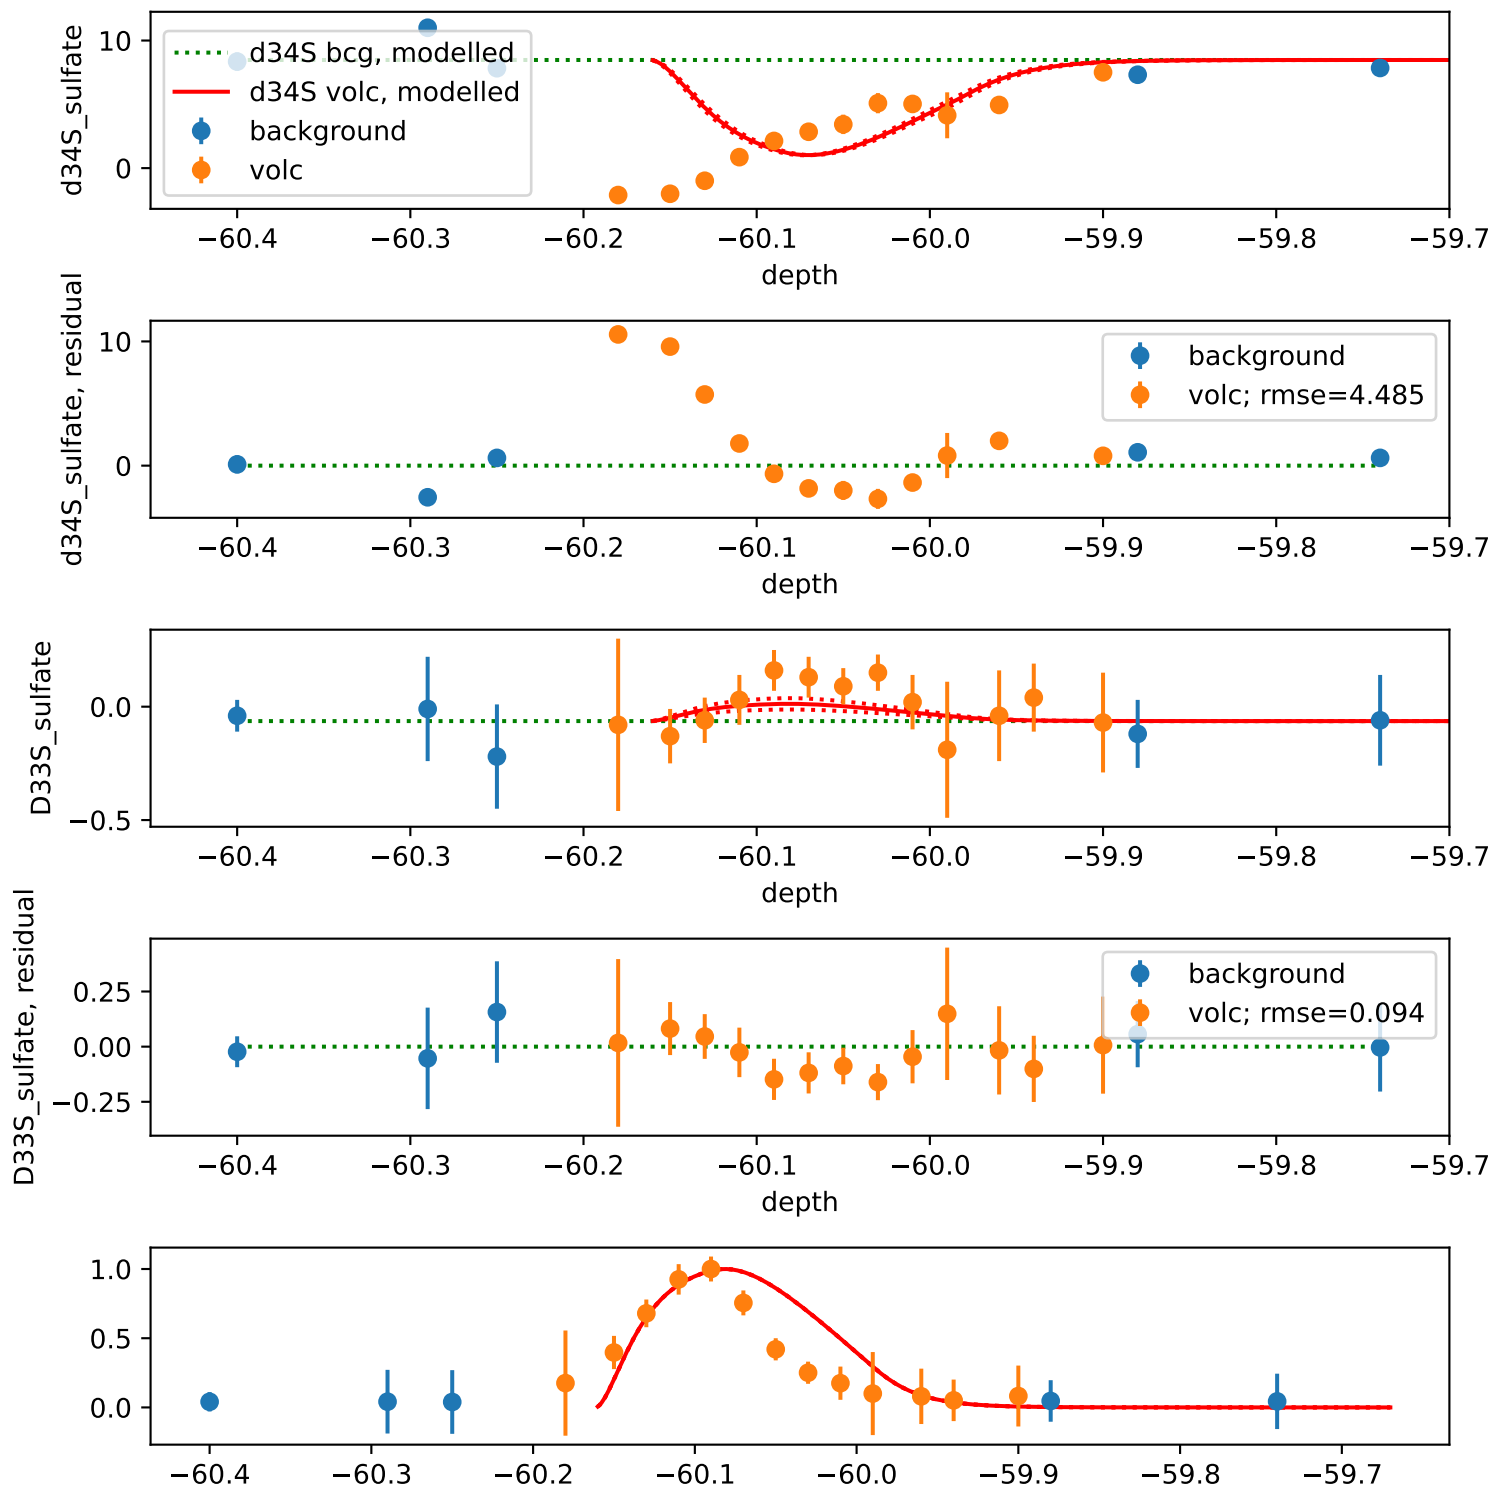 d34S_sulfate
10
0
d34S bcg, modelled
d34S volc, modelled
background
volc
−60.4 −60.3 −60.2 −60.1 −60.0 −59.9 −59.8 −59.7
depth
d34S_sulfate, residual
10
0
background
volc; rmse=4.485
−60.4 −60.3 −60.2 −60.1 −60.0 −59.9 −59.8 −59.7
depth
D33S_sulfate
0.0
−0.5
−60.4 −60.3 −60.2 −60.1 −60.0 −59.9 −59.8 −59.7
depth
D33S_sulfate, residual
0.25
0.00
−0.25
background
volc; rmse=0.094
−60.4 −60.3 −60.2 −60.1 −60.0 −59.9 −59.8 −59.7
depth
1.0
0.5
0.0
−60.4 −60.3 −60.2 −60.1 −60.0 −59.9 −59.8 −59.7